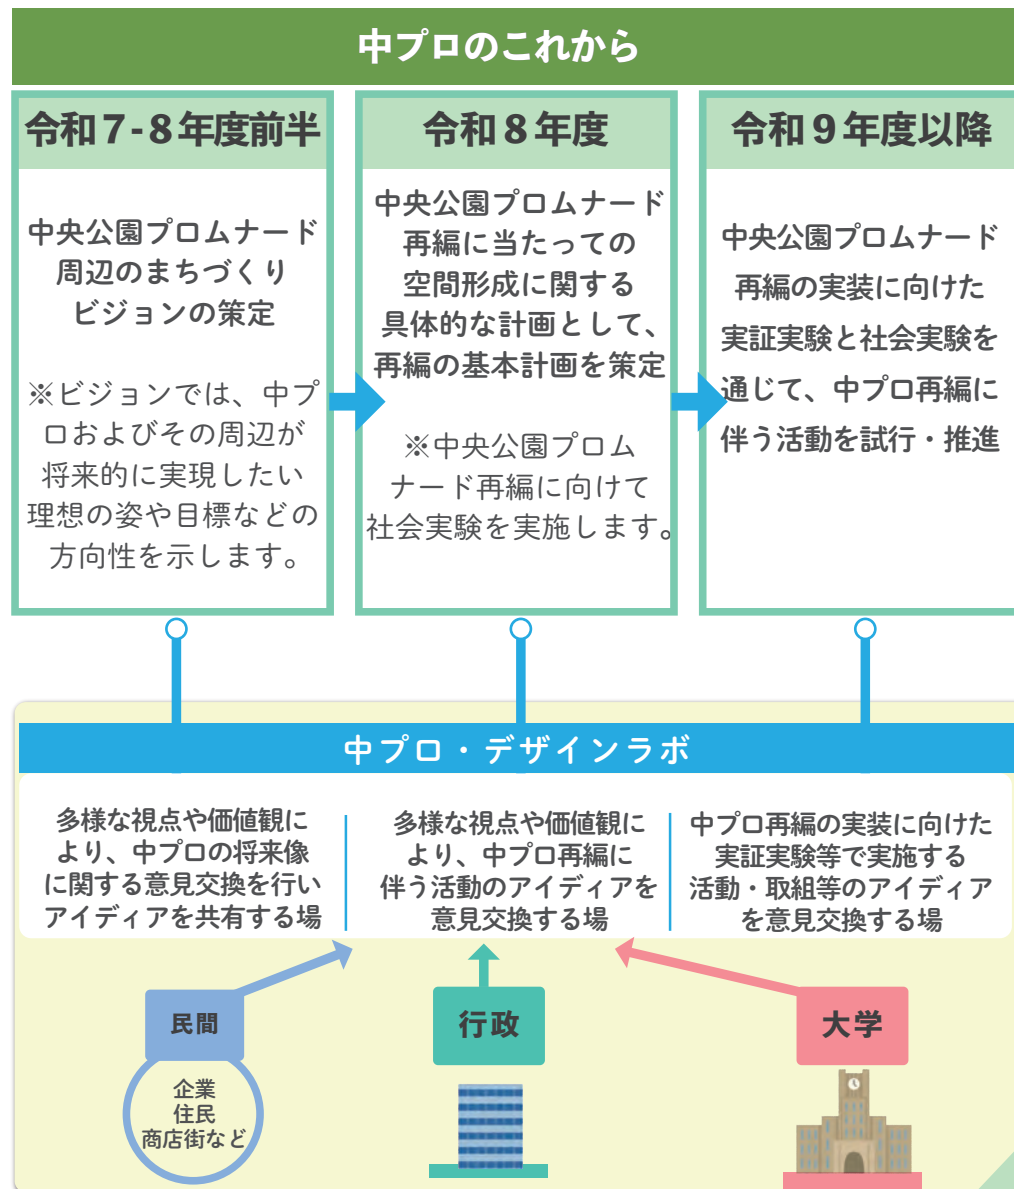 中プロのこれから
令和7-8年度前半
中央公園プロムナード
周辺のまちづくり
ビジョンの策定
※ビジョンでは、中プ
ロおよびその周辺が
将来的に実現したい
理想の姿や目標などの
方向性を示します。
令和8年度
中央公園プロムナード
再編に当たっての
空間形成に関する
具体的な計画として、
再編の基本計画を策定
※中央公園プロム
ナード再編に向けて
社会実験を実施します。
令和9年度以降
中央公園プロムナード
再編の実装に向けた
実証実験と社会実験を
通じて、中プロ再編に
伴う活動を試行・推進
中プロ・デザインラボ
多様な視点や価値観に
より、中プロの将来像
に関する意見交換を行い
アイディアを共有する場
多様な視点や価値観に
より、中プロ再編に
伴う活動のアイディアを
意見交換する場
中プロ再編の実装に向けた
実証実験等で実施する
活動・取組等のアイディア
を意見交換する場
民間
企業
住民
商店街など
行政
大学